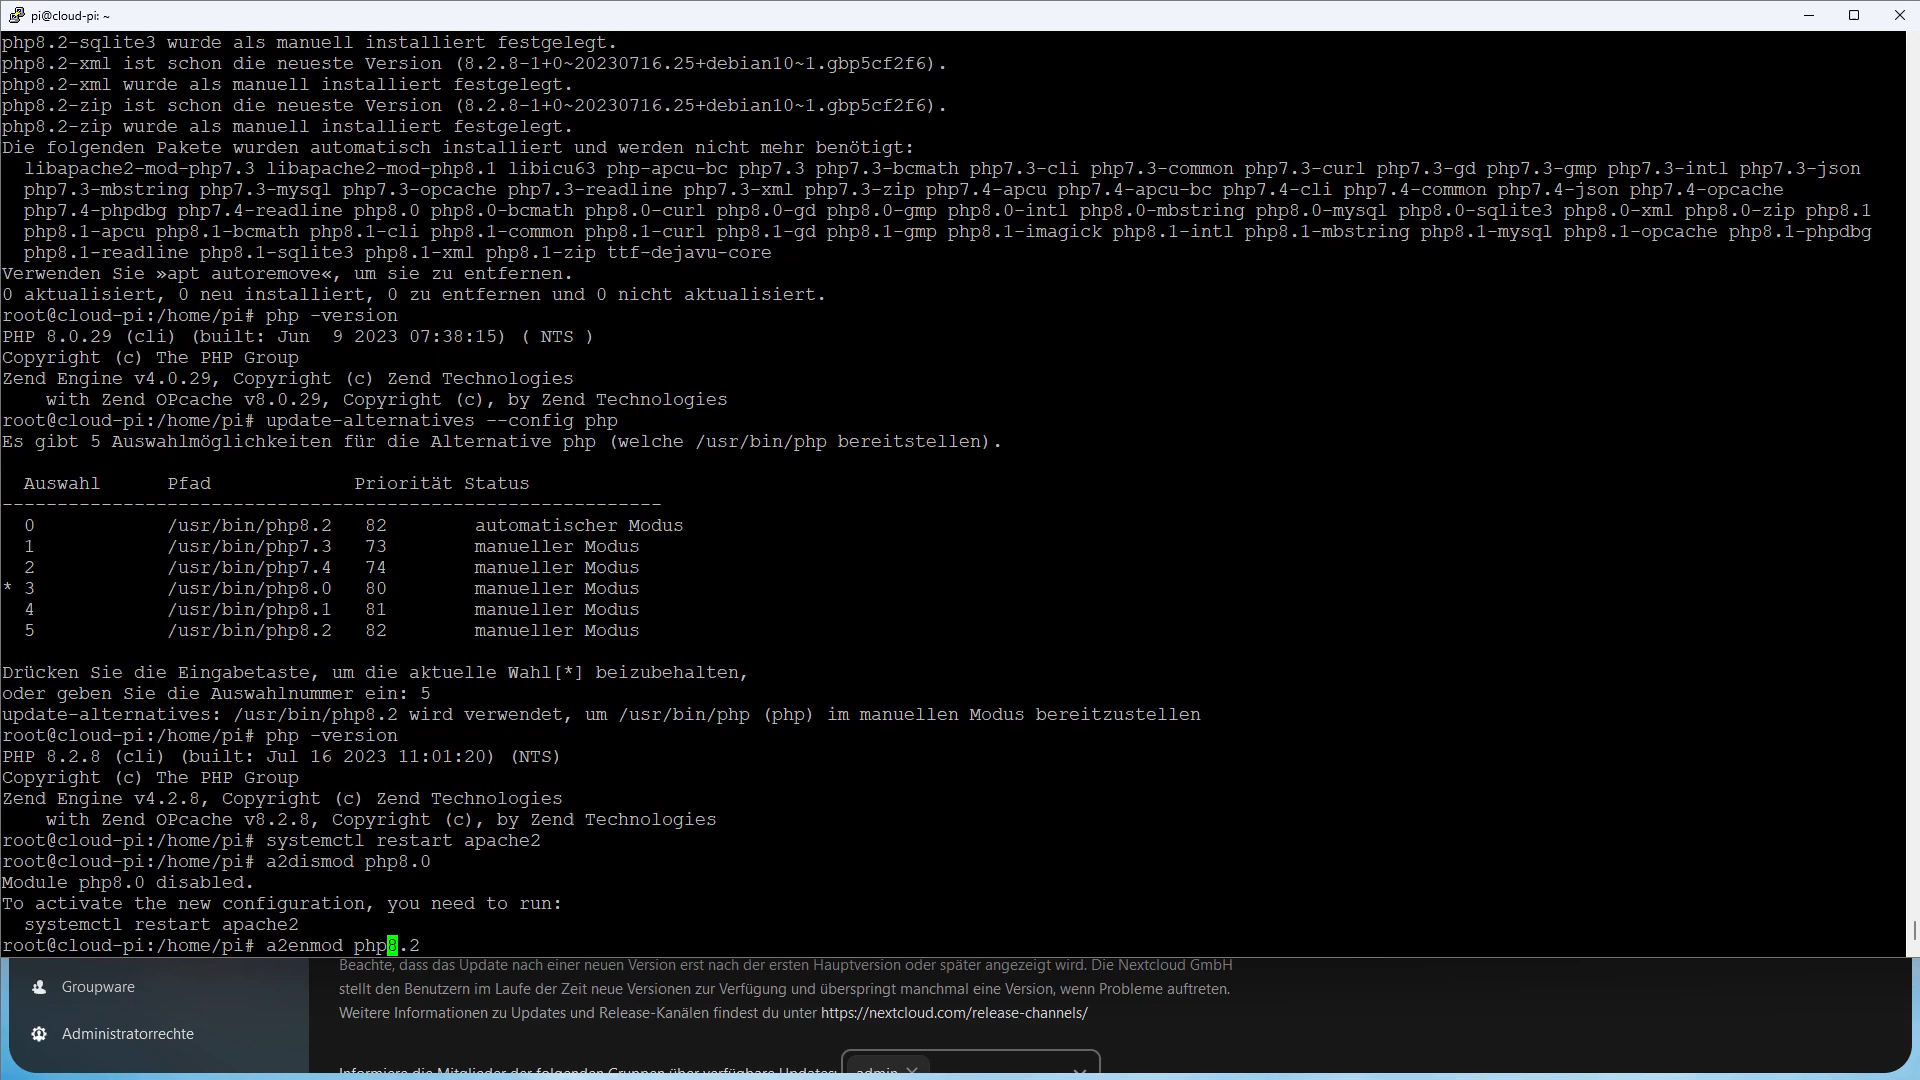 pi@cloud-pi: ~
php8.2-sqlite3 wurde als manuell installiert festgelegt.
php8.2-xml ist schon die neueste Version (8.2.8-1+0~20230716.25+debian10~1.gbp5cf2f6).
php8.2-xml wurde als manuell installiert festgelegt.
php8.2-zip ist schon die neueste Version (8.2.8-1+0~20230716.25+debian10~1.gbp5cf2f6).
php8.2-zip wurde als manuell installiert festgelegt.
Die folgenden Pakete wurden automatisch installiert und werden nicht mehr benötigt:
  libapache2-mod-php7.3 libapache2-mod-php8.1 libicu63 php-apcu-bc php7.3 php7.3-bcmath php7.3-cli php7.3-common php7.3-curl php7.3-gd php7.3-gmp php7.3-intl php7.3-json
  php7.3-mbstring php7.3-mysql php7.3-opcache php7.3-readline php7.3-xml php7.3-zip php7.4-apcu php7.4-apcu-bc php7.4-cli php7.4-common php7.4-json php7.4-opcache
  php7.4-phpdbg php7.4-readline php8.0 php8.0-bcmath php8.0-curl php8.0-gd php8.0-gmp php8.0-intl php8.0-mbstring php8.0-mysql php8.0-sqlite3 php8.0-xml php8.0-zip php8.1
  php8.1-apcu php8.1-bcmath php8.1-cli php8.1-common php8.1-curl php8.1-gd php8.1-gmp php8.1-imagick php8.1-intl php8.1-mbstring php8.1-mysql php8.1-opcache php8.1-phpdbg
  php8.1-readline php8.1-sqlite3 php8.1-xml php8.1-zip ttf-dejavu-core
Verwenden Sie »apt autoremove«, um sie zu entfernen.
0 aktualisiert, 0 neu installiert, 0 zu entfernen und 0 nicht aktualisiert.
root@cloud-pi:/home/pi# php -version
PHP 8.0.29 (cli) (built: Jun  9 2023 07:38:15) ( NTS )
Copyright (c) The PHP Group
Zend Engine v4.0.29, Copyright (c) Zend Technologies
    with Zend OPcache v8.0.29, Copyright (c), by Zend Technologies
root@cloud-pi:/home/pi# update-alternatives --config php
Es gibt 5 Auswahlmöglichkeiten für die Alternative php (welche /usr/bin/php bereitstellen).
  Auswahl      Pfad             Priorität Status
------------------------------------------------------------
  0            /usr/bin/php8.2   82        automatischer Modus
  1            /usr/bin/php7.3   73        manueller Modus
  2            /usr/bin/php7.4   74        manueller Modus
* 3            /usr/bin/php8.0   80        manueller Modus
  4            /usr/bin/php8.1   81        manueller Modus
  5            /usr/bin/php8.2   82        manueller Modus
Drücken Sie die Eingabetaste, um die aktuelle Wahl[*] beizubehalten,
oder geben Sie die Auswahlnummer ein: 5
update-alternatives: /usr/bin/php8.2 wird verwendet, um /usr/bin/php (php) im manuellen Modus bereitzustellen
root@cloud-pi:/home/pi# php -version
PHP 8.2.8 (cli) (built: Jul 16 2023 11:01:20) (NTS)
Copyright (c) The PHP Group
Zend Engine v4.2.8, Copyright (c) Zend Technologies
    with Zend OPcache v8.2.8, Copyright (c), by Zend Technologies
root@cloud-pi:/home/pi# systemctl restart apache2
root@cloud-pi:/home/pi# a2dismod php8.0
Module php8.0 disabled.
To activate the new configuration, you need to run:
  systemctl restart apache2
root@cloud-pi:/home/pi# a2enmod php8.2
Groupware
Administratorrechte
Beachte, dass das Update nach einer neuen Version erst nach der ersten Hauptversion oder später angezeigt wird. Die Nextcloud GmbH
stellt den Benutzern im Laufe der Zeit neue Versionen zur Verfügung und überspringt manchmal eine Version, wenn Probleme auftreten.
Weitere Informationen zu Updates und Release-Kanälen findest du unter https://nextcloud.com/release-channels/
Informiere die Mitglieder der folgenden Gruppen über verfügbare Updates: admin